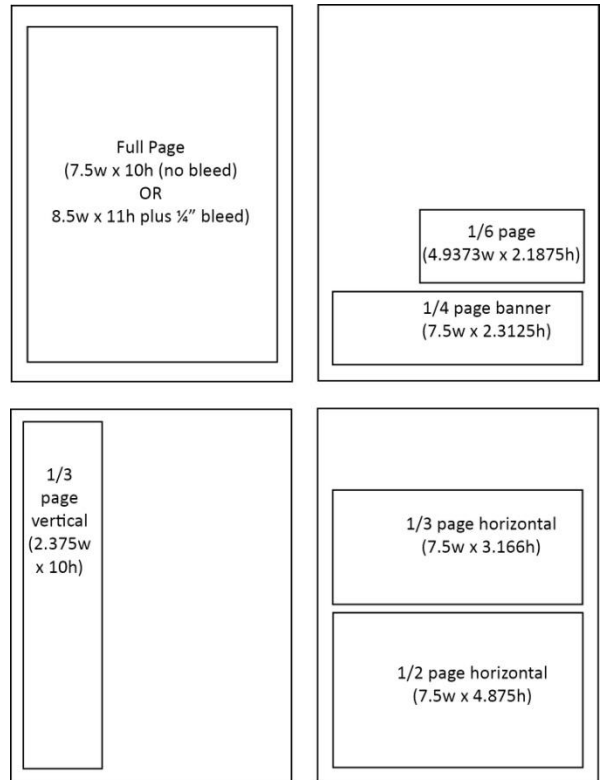 Full Page
(7.5w x 10h (no bleed)
OR
8.5w x 11h plus ¼” bleed)
1/6 page
(4.9373w x 2.1875h)
1/4 page banner
(7.5w x 2.3125h)
1/3
page
vertical
(2.375w
x 10h)
1/3 page horizontal
(7.5w x 3.166h)
1/2 page horizontal
(7.5w x 4.875h)